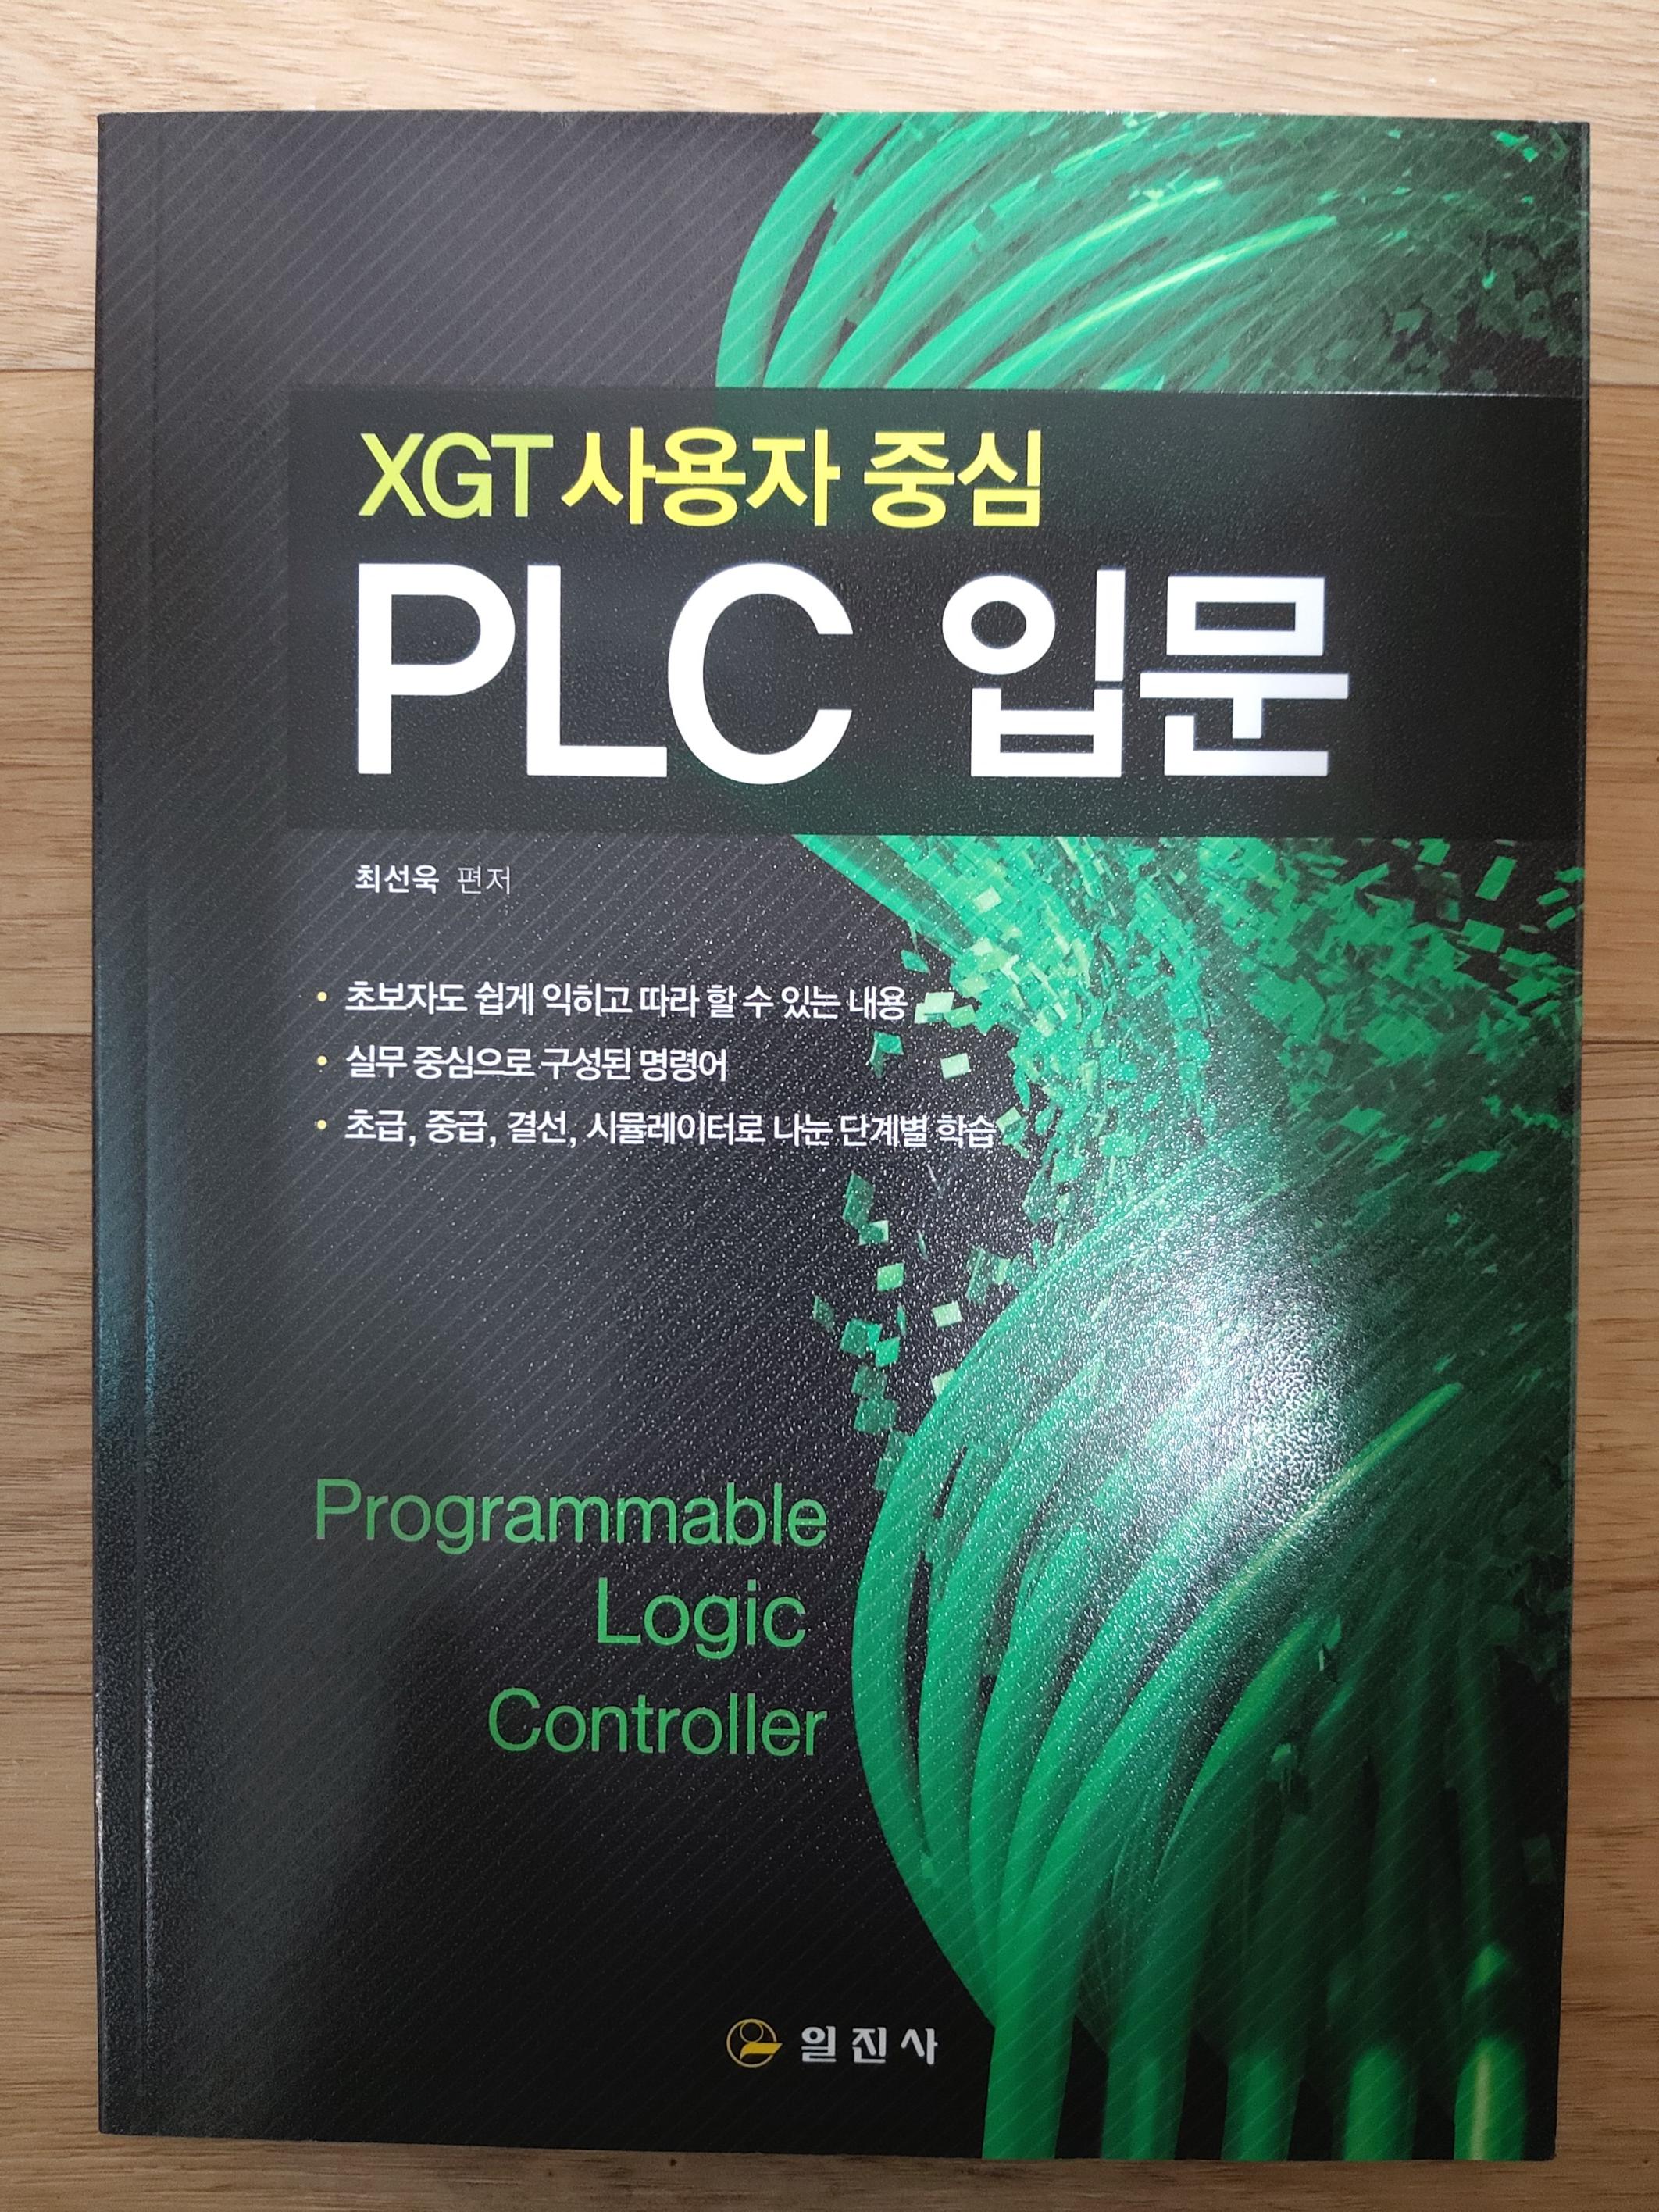 XGT 사용자 중심
PLC 입문
최선욱 편저
• 초보자도 쉽게 익히고 따라 할 수 있는 내용
• 실무 중심으로 구성된 명령어
• 초급, 중급, 결선, 시뮬레이터로 나눈 단계별 학습
Programmable
Logic
Controller
일진사